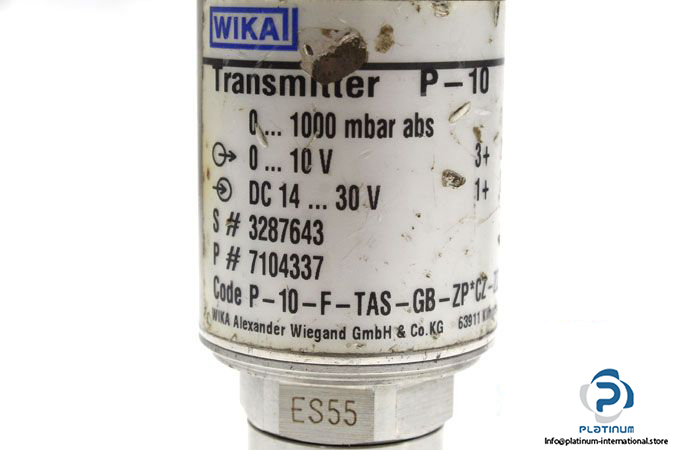 WIKA
Transmitter P-10
0 ... 1000 mbar abs
0 ... 10 V 3+
DC 14 ... 30 V 1+
S # 3287643
P # 7104337
Code P-10-F-TAS-GB-ZP*CZ-
WIKA Alexander Wiegand GmbH & Co. KG 63911
ES55
PLATINUM
Info@platinum-international.store